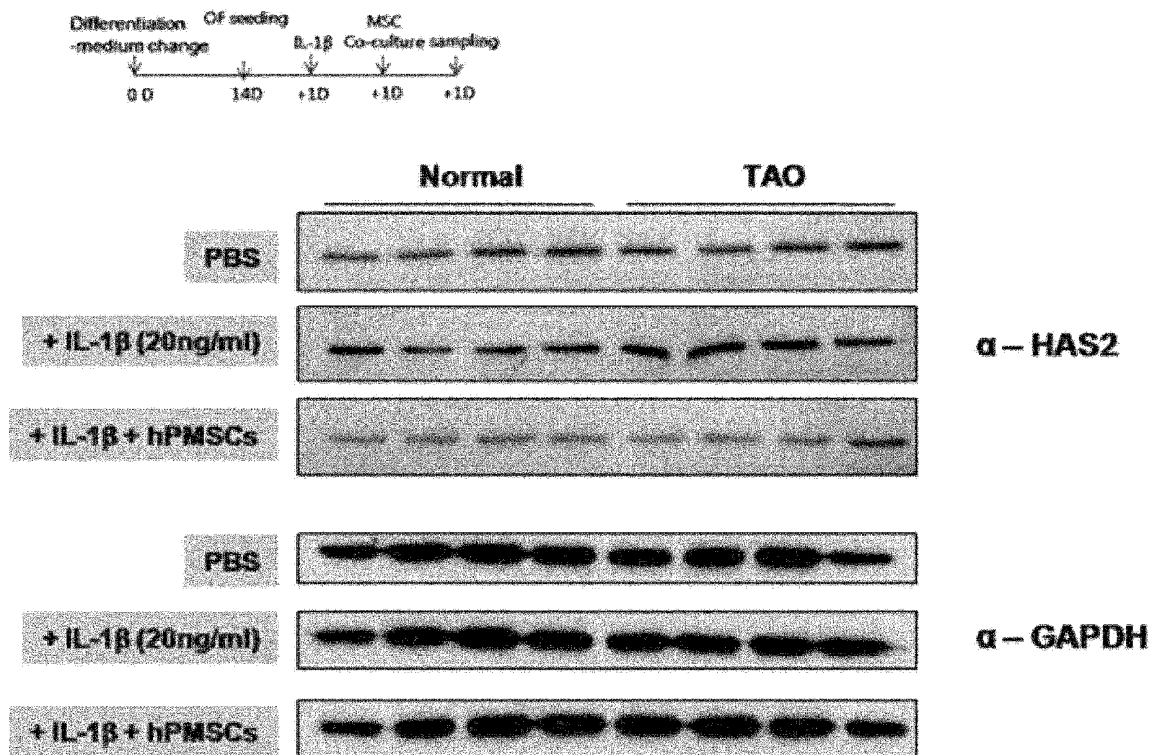 Differentiation OF seeding MSC
-medium change IL-1β Co-culture sampling
0 D 14D +1D +1D +1D
Normal TAO
PBS
+ IL-1β (20ng/ml) α – HAS2
+ IL-1β + hPMSCs
PBS
+ IL-1β (20ng/ml) α – GAPDH
+ IL-1β + hPMSCs